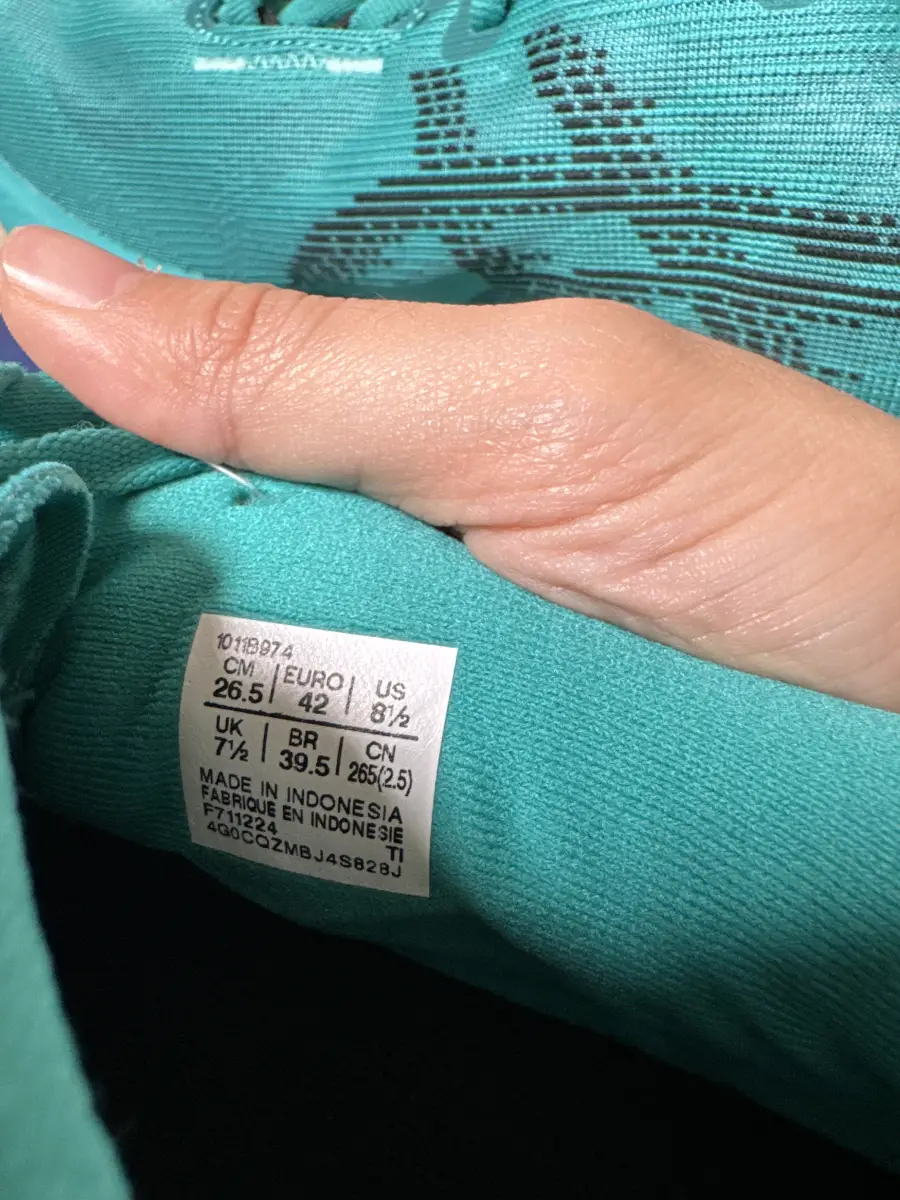 1011B974
CM | EURO | US
26.5 | 42 | 8½
UK | BR | CN
7½ | 39.5 | 265(2.5)
MADE IN INDONESIA
FABRIQUE EN INDONESIE
F711224 TI
4G0CQZMBJ4S828J